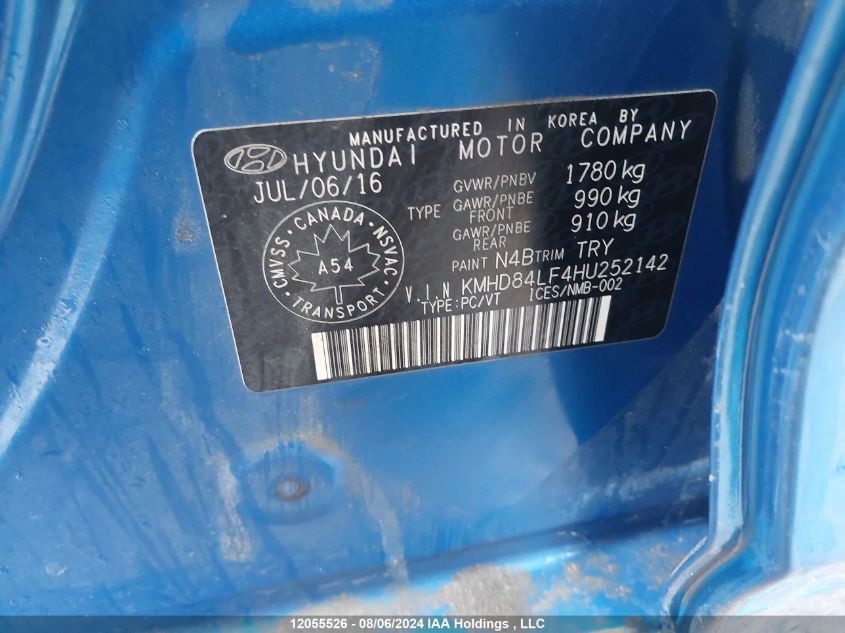 MANUFACTURED IN KOREA BY
HYUNDAI MOTOR COMPANY
JUL/06/16
GVWR/PNBV 1780 kg
TYPE GAWR/PNBE FRONT 990 kg
GAWR/PNBE REAR 910 kg
PAINT N4B TRIM TRY
CMVSS · CANADA · NSVAC
A54
· TRANSPORT ·
V.I.N KMHD84LF4HU252142
TYPE:PC/VT ICES/NMB-002
12055526 - 08/06/2024 IAA Holdings , LLC